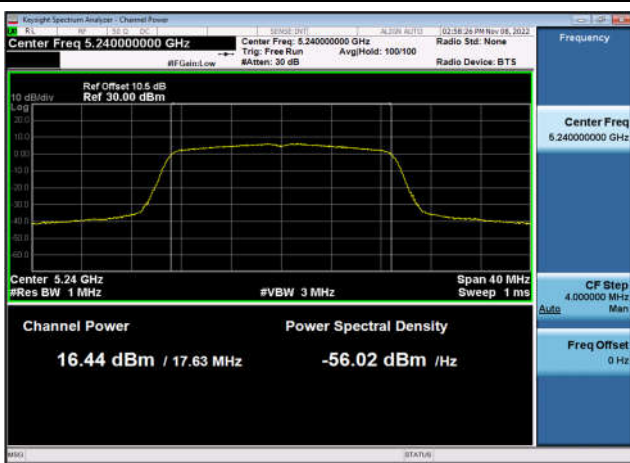 Keysight Spectrum Analyzer - Channel Power
RL RF 50 Ω DC SENSE:INT ALIGN AUTO 02:58:26 PM Nov 08, 2022
Center Freq 5.240000000 GHz
Center Freq: 5.240000000 GHz
Radio Std: None
Trig: Free Run Avg|Hold: 100/100
#IFGain:Low #Atten: 30 dB Radio Device: BTS
Frequency
Ref Offset 10.5 dB
10 dB/div Ref 30.00 dBm
Log
20.0
10.0
0.00
-10.0
-20.0
-30.0
-40.0
-50.0
-60.0
Center 5.24 GHz Span 40 MHz
#Res BW 1 MHz #VBW 3 MHz Sweep 1 ms
Channel Power Power Spectral Density
16.44 dBm / 17.63 MHz -56.02 dBm /Hz
Center Freq
5.240000000 GHz
CF Step
4.000000 MHz
Auto Man
Freq Offset
0 Hz
MSG STATUS